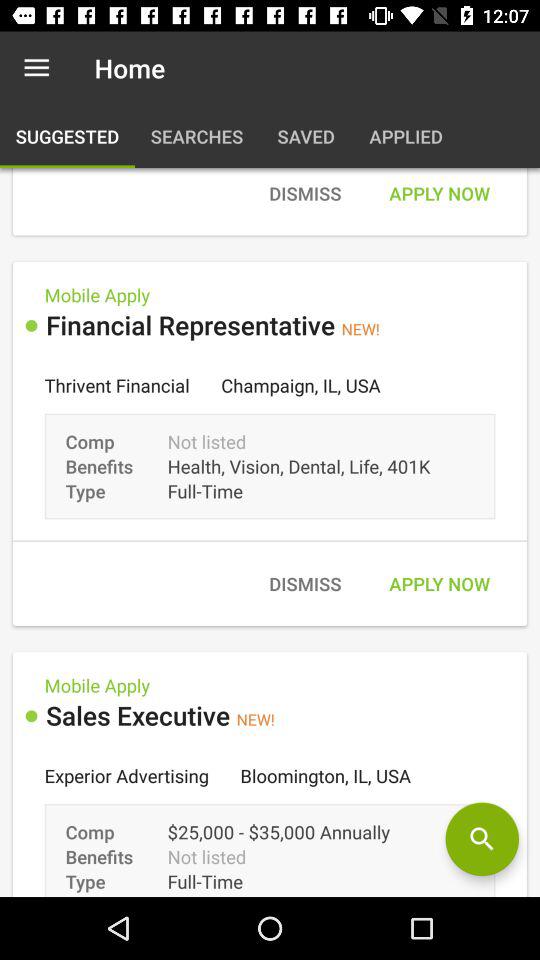 12:07
Home
SUGGESTED SEARCHES SAVED APPLIED
DISMISS APPLY NOW
Mobile Apply
Financial Representative NEW!
Thrivent Financial Champaign, IL, USA
Comp Not listed
Benefits Health, Vision, Dental, Life, 401K
Type Full-Time
DISMISS APPLY NOW
Mobile Apply
Sales Executive NEW!
Experior Advertising Bloomington, IL, USA
Comp $25,000 - $35,000 Annually
Benefits Not listed
Type Full-Time